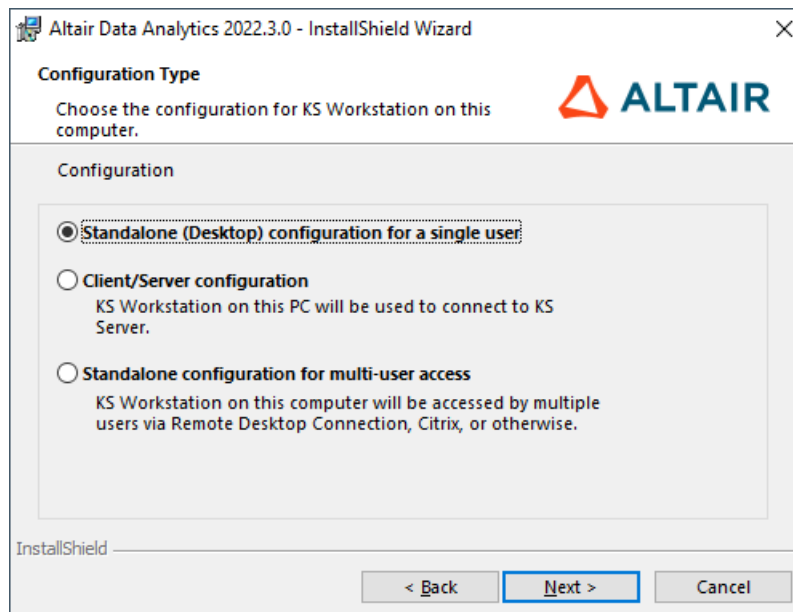 Altair Data Analytics 2022.3.0 - InstallShield Wizard
Configuration Type
Choose the configuration for KS Workstation on this
computer.
ALTAIR
Configuration
Standalone (Desktop) configuration for a single user
Client/Server configuration
KS Workstation on this PC will be used to connect to KS
Server.
Standalone configuration for multi-user access
KS Workstation on this computer will be accessed by multiple
users via Remote Desktop Connection, Citrix, or otherwise.
InstallShield
< Back
Next >
Cancel